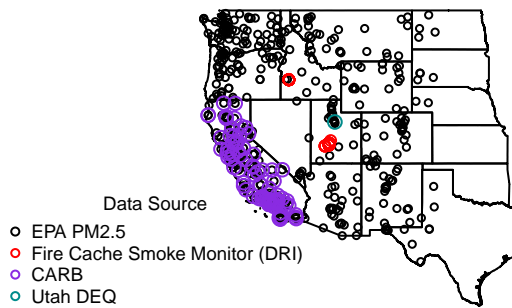 Data Source
EPA PM2.5
Fire Cache Smoke Monitor (DRI)
CARB
Utah DEQ